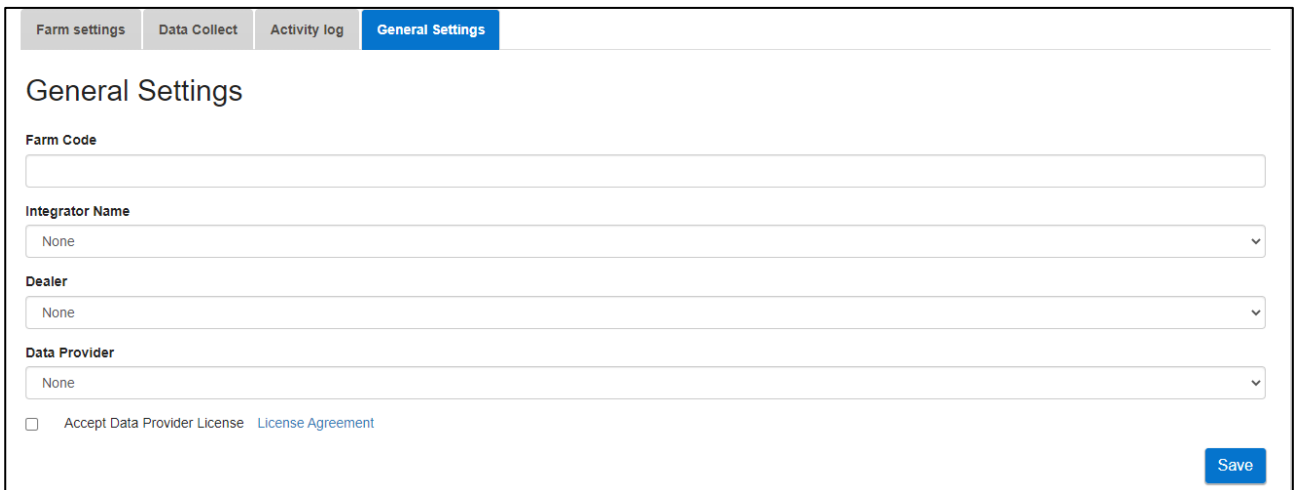 Farm settings Data Collect Activity log General Settings
General Settings
Farm Code
Integrator Name
None
Dealer
None
Data Provider
None
Accept Data Provider License License Agreement
Save